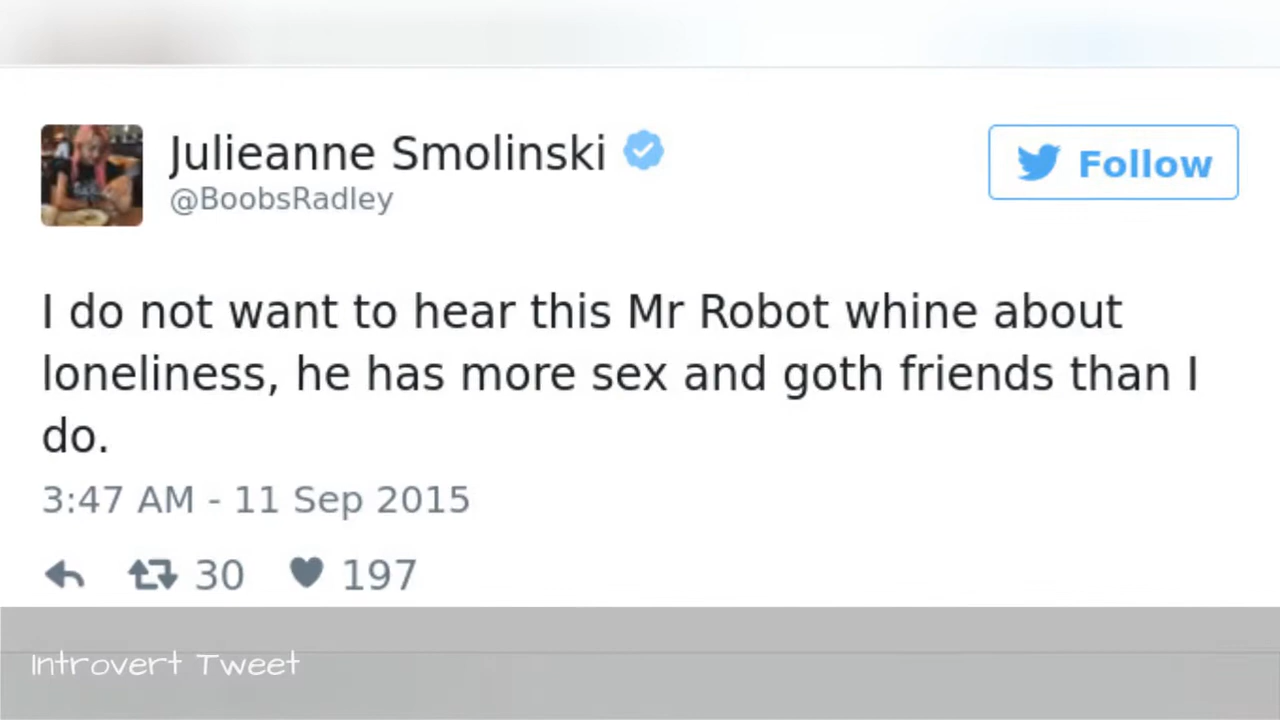 Julieanne Smolinski
@BoobsRadley
Follow
I do not want to hear this Mr Robot whine about
loneliness, he has more sex and goth friends than I
do.
3:47 AM - 11 Sep 2015
30 197
Introvert Tweet